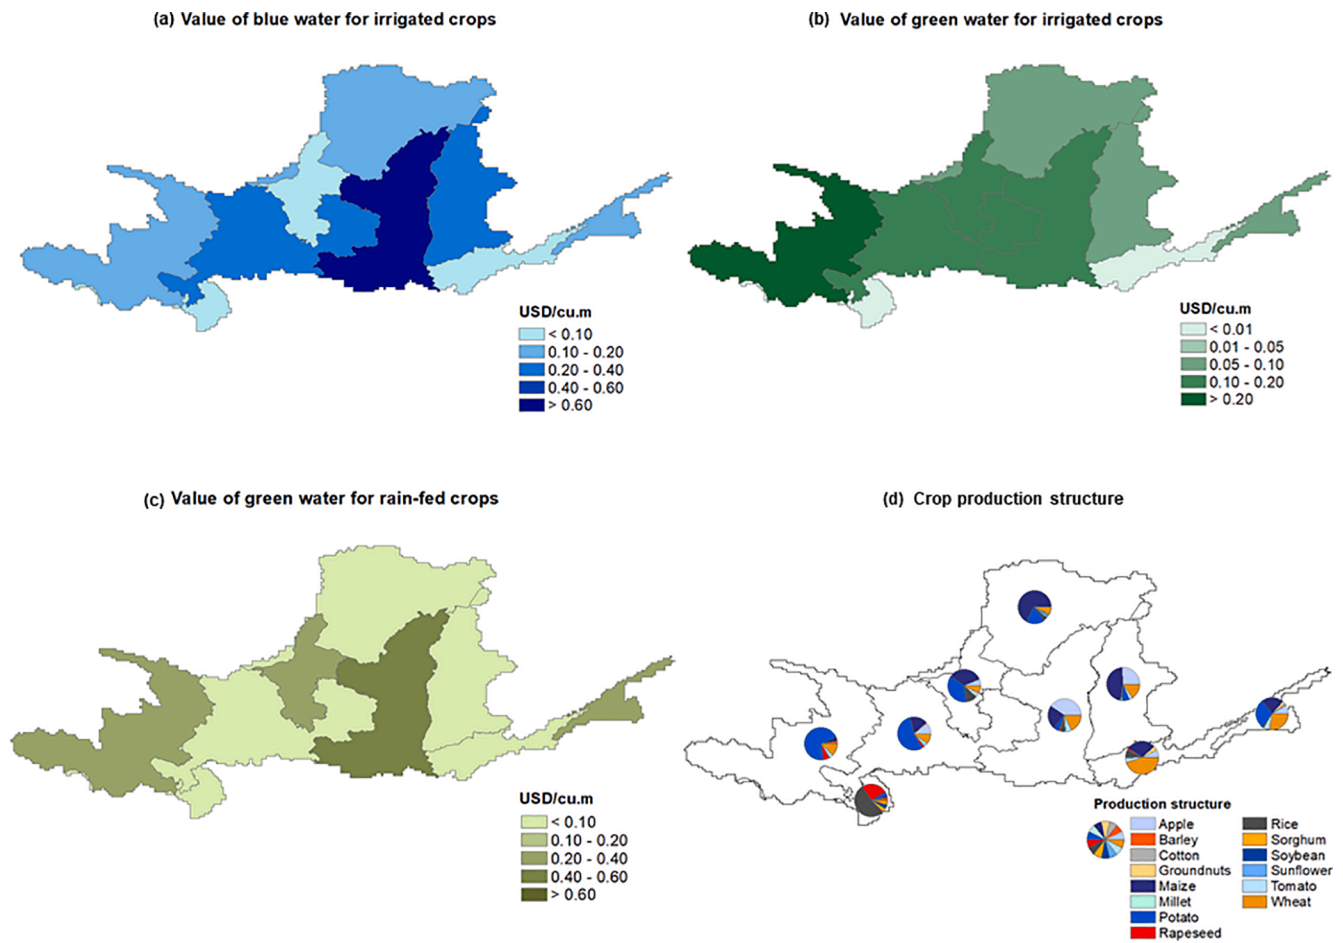 (a) Value of blue water for irrigated crops
(b) Value of green water for irrigated crops
USD/cu.m
< 0.10
0.10 - 0.20
0.20 - 0.40
0.40 - 0.60
> 0.60
USD/cu.m
< 0.01
0.01 - 0.05
0.05 - 0.10
0.10 - 0.20
> 0.20
(c) Value of green water for rain-fed crops
(d) Crop production structure
USD/cu.m
< 0.10
0.10 - 0.20
0.20 - 0.40
0.40 - 0.60
> 0.60
Production structure
Apple
Barley
Cotton
Groundnuts
Maize
Millet
Potato
Rapeseed
Rice
Sorghum
Soybean
Sunflower
Tomato
Wheat